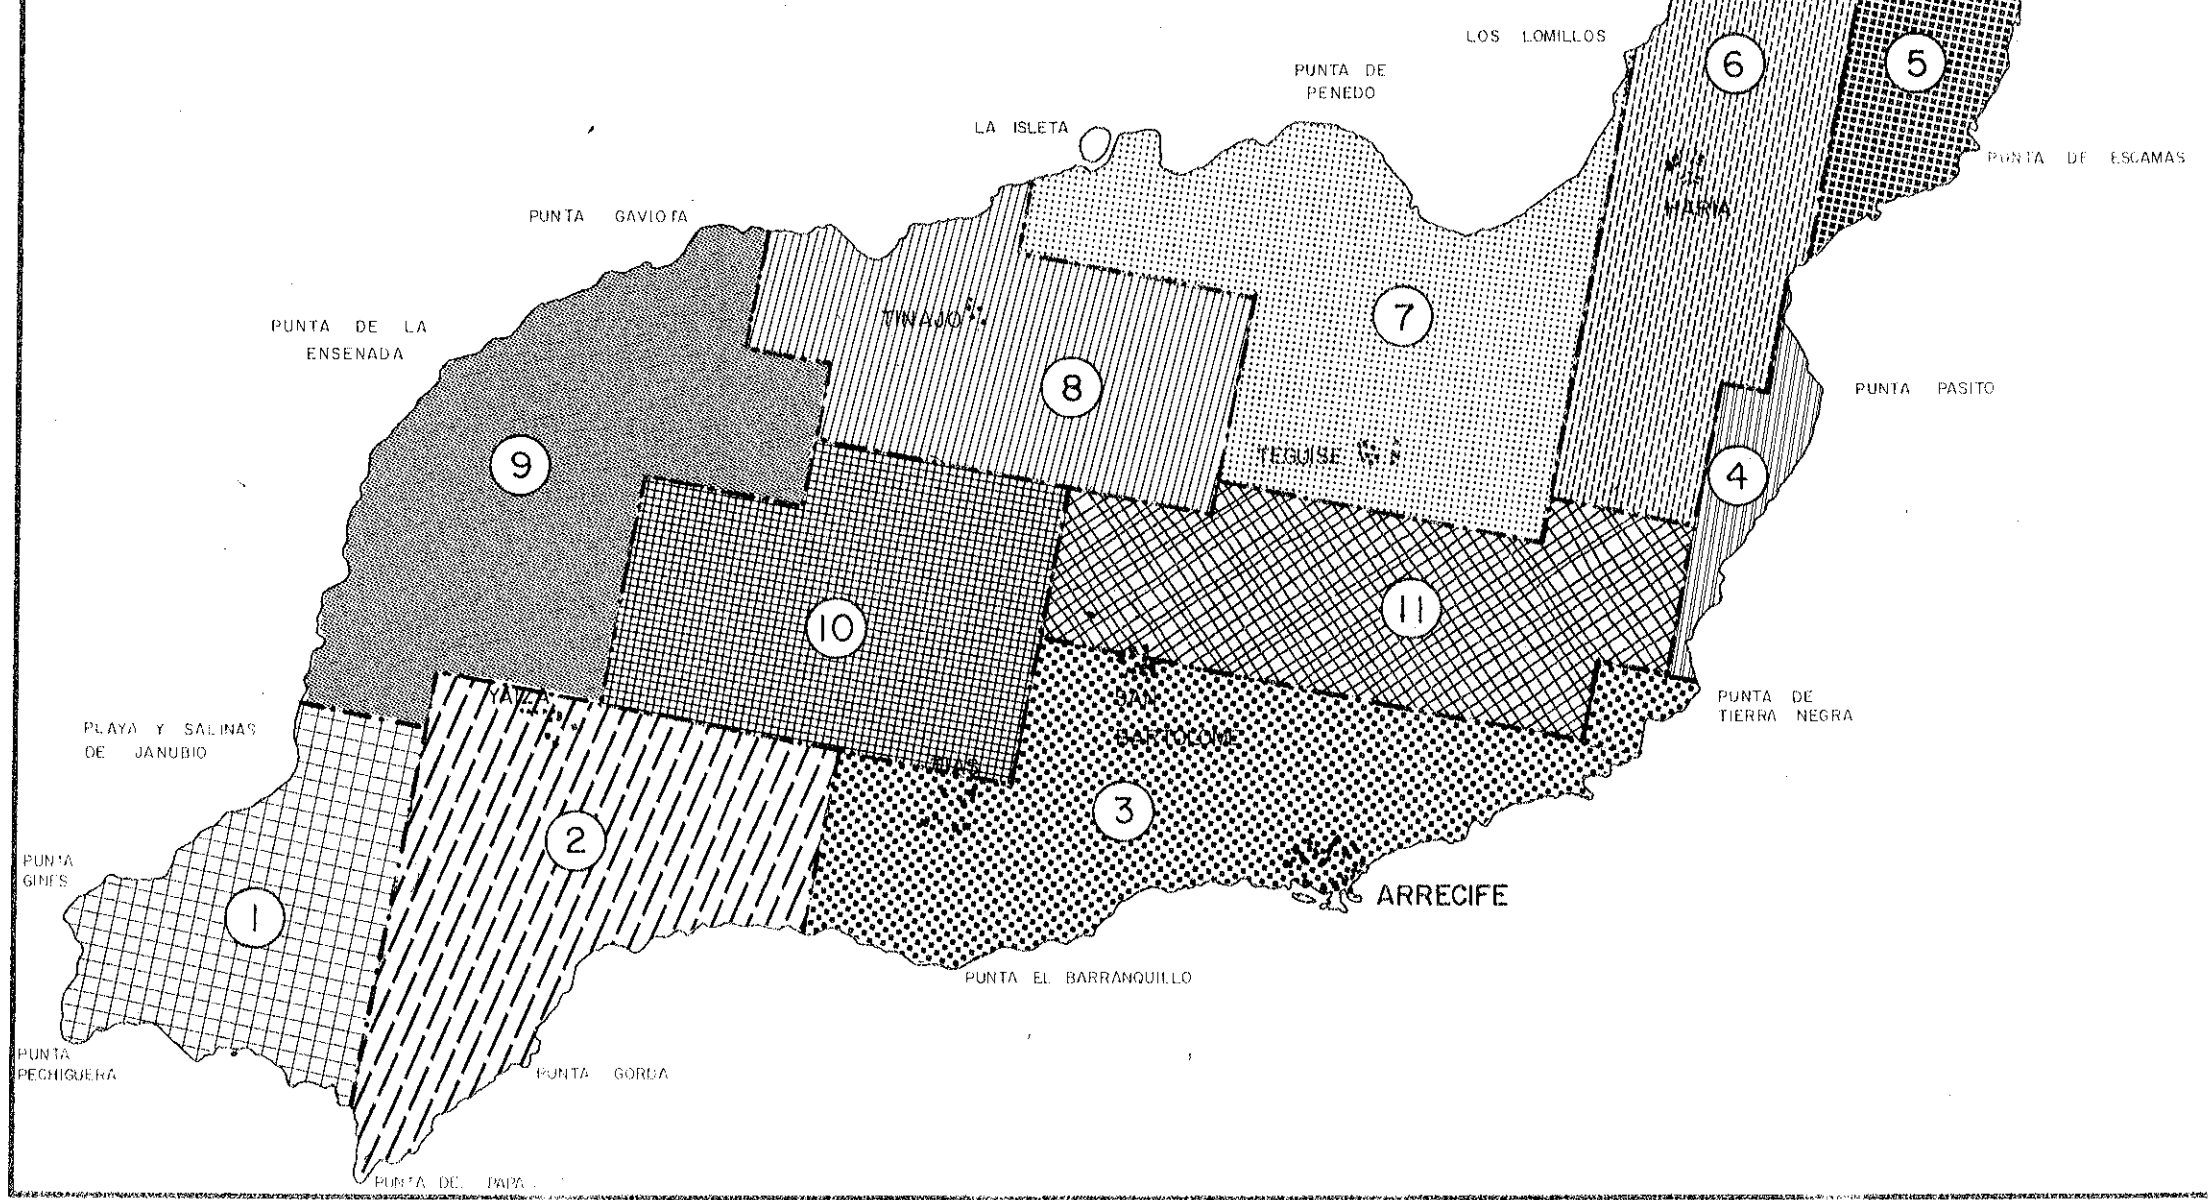 LOS LOMILLOS
6
5
PUNTA DE
PENEDO
LA ISLETA
PUNTA DE ESCAMAS
HARIA
PUNTA GAVIOTA
PUNTA DE LA
ENSENADA
TINAJO
7
8
PUNTA PASITO
TEGUISE
9
4
10
11
YAIZA
PLAYA Y SALINAS
DE JANUBIO
SAN
BARTOLOME
PUNTA DE
TIERRA NEGRA
3
2
PUNTA
GINES
1
ARRECIFE
PUNTA EL BARRANQUILLO
PUNTA
PECHIGUERA
PUNTA GORDA
PUNTA DEL PAPA